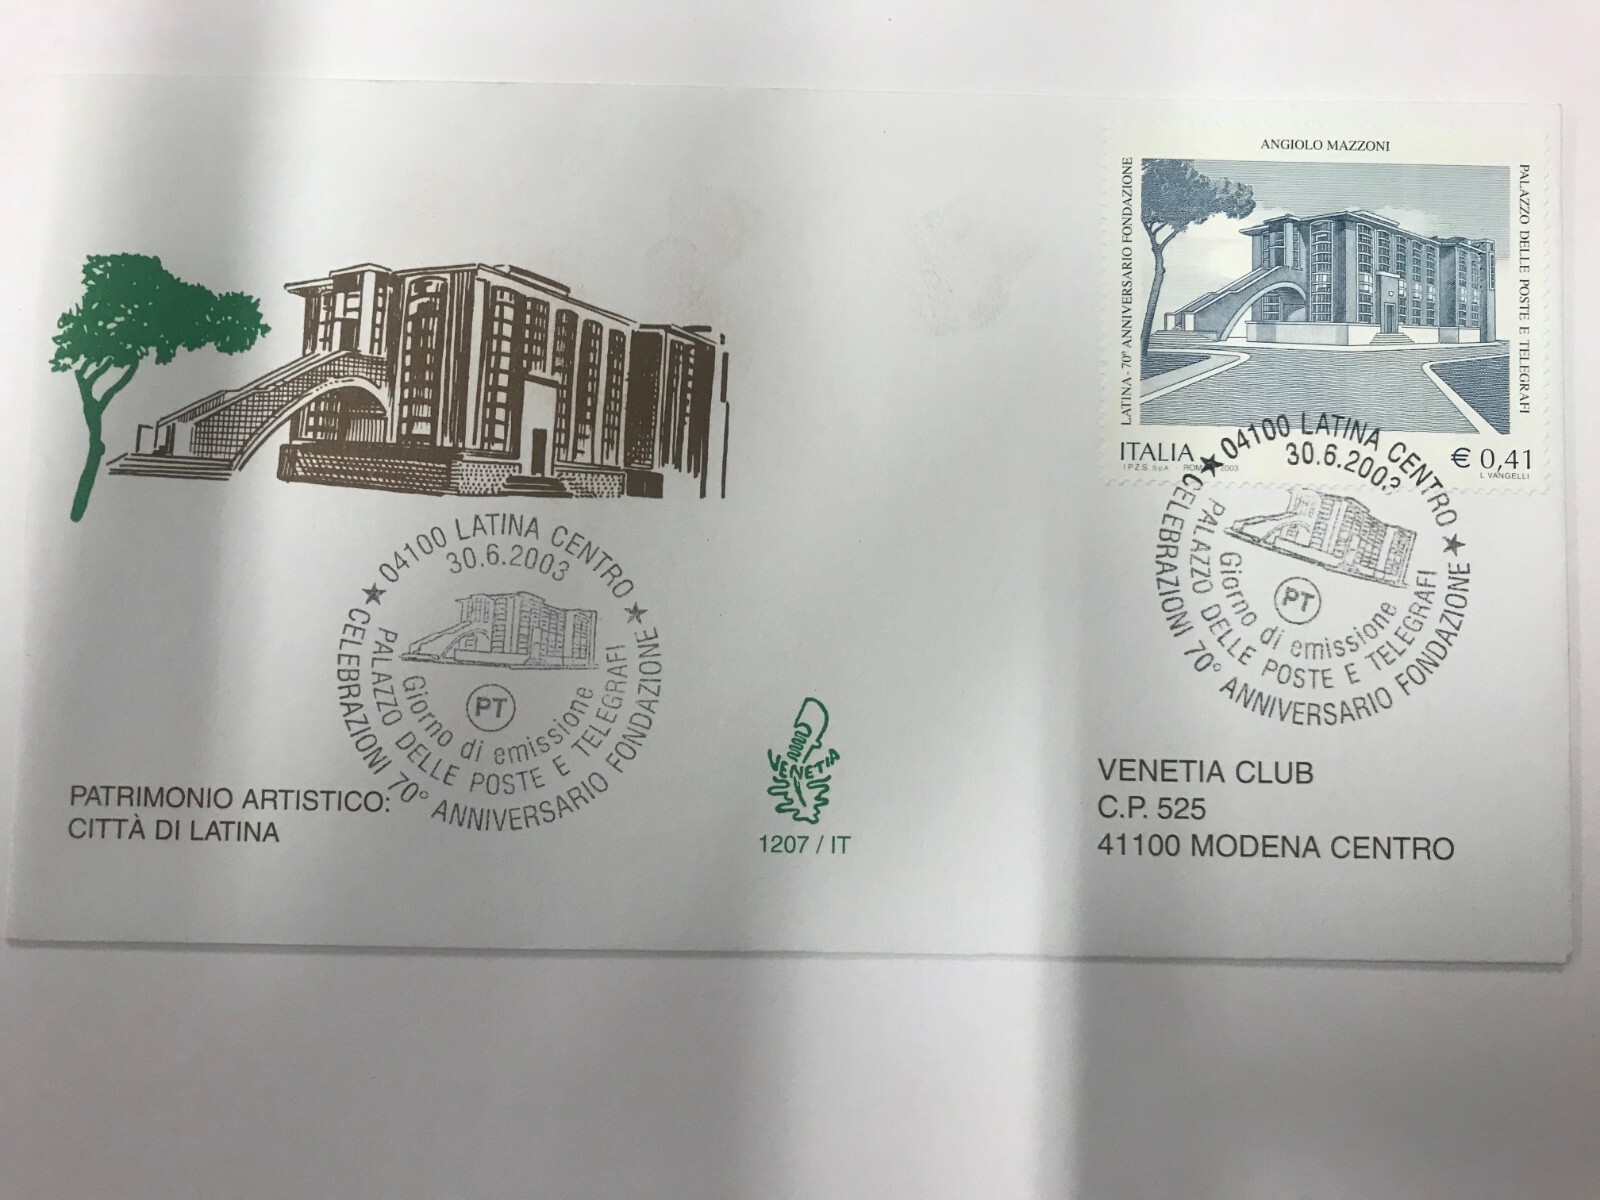 ANGIOLO MAZZONI
LATINA - 70° ANNIVERSARIO FONDAZIONE
PALAZZO DELLE POSTE E TELEGRAFI
ITALIA
€ 0,41
I.P.Z.S. S.p.A. - ROMA 2003
L. VANGELLI
★ 04100 LATINA CENTRO ★
30.6.2003
Giorno di emissione
PT
PALAZZO DELLE POSTE E TELEGRAFI
CELEBRAZIONI 70° ANNIVERSARIO FONDAZIONE
★ 04100 LATINA CENTRO ★
30.6.2003
Giorno di emissione
PT
PALAZZO DELLE POSTE E TELEGRAFI
CELEBRAZIONI 70° ANNIVERSARIO FONDAZIONE
PATRIMONIO ARTISTICO:
CITTÀ DI LATINA
VENETIA
1207 / IT
VENETIA CLUB
C.P. 525
41100 MODENA CENTRO